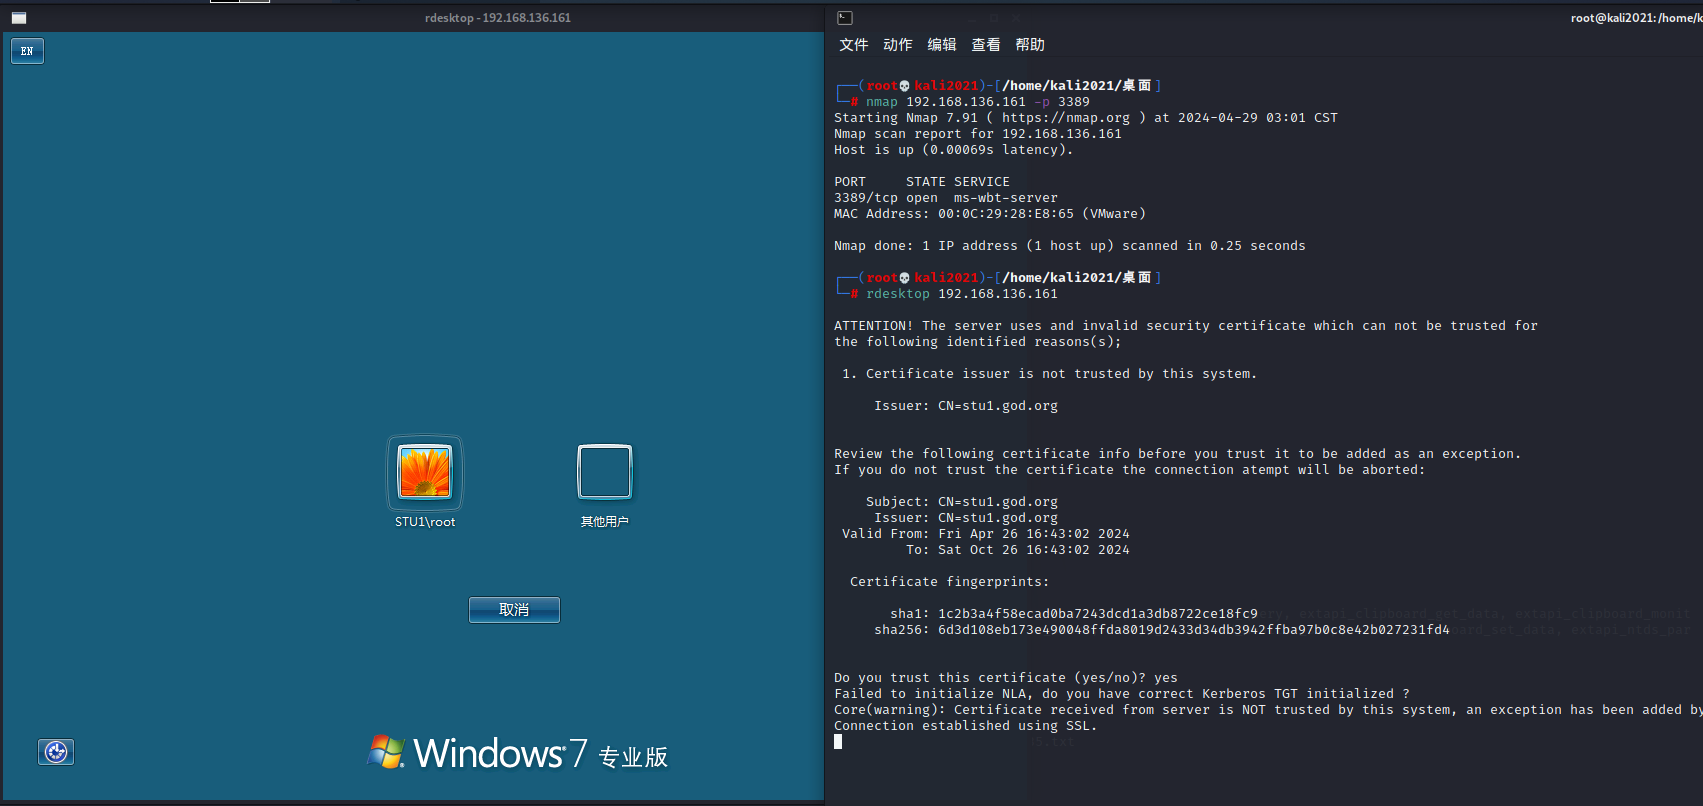 rdesktop - 192.168.136.161
EN
STU1\root
其他用户
取消
Windows 7 专业版
root@kali2021:/home/k
文件 动作 编辑 查看 帮助
┌──(root💀kali2021)-[/home/kali2021/桌面]
└─# nmap 192.168.136.161 -p 3389
Starting Nmap 7.91 ( https://nmap.org ) at 2024-04-29 03:01 CST
Nmap scan report for 192.168.136.161
Host is up (0.00069s latency).
PORT     STATE SERVICE
3389/tcp open  ms-wbt-server
MAC Address: 00:0C:29:28:E8:65 (VMware)
Nmap done: 1 IP address (1 host up) scanned in 0.25 seconds
┌──(root💀kali2021)-[/home/kali2021/桌面]
└─# rdesktop 192.168.136.161
ATTENTION! The server uses and invalid security certificate which can not be trusted for
the following identified reasons(s);
1. Certificate issuer is not trusted by this system.
Issuer: CN=stu1.god.org
Review the following certificate info before you trust it to be added as an exception.
If you do not trust the certificate the connection atempt will be aborted:
Subject: CN=stu1.god.org
Issuer: CN=stu1.god.org
Valid From: Fri Apr 26 16:43:02 2024
To: Sat Oct 26 16:43:02 2024
Certificate fingerprints:
sha1: 1c2b3a4f58ecad0ba7243dcd1a3db8722ce18fc9
sha256: 6d3d108eb173e490048ffda8019d2433d34db3942ffba97b0c8e42b027231fd4
Do you trust this certificate (yes/no)? yes
Failed to initialize NLA, do you have correct Kerberos TGT initialized ?
Core(warning): Certificate received from server is NOT trusted by this system, an exception has been added by
Connection established using SSL.